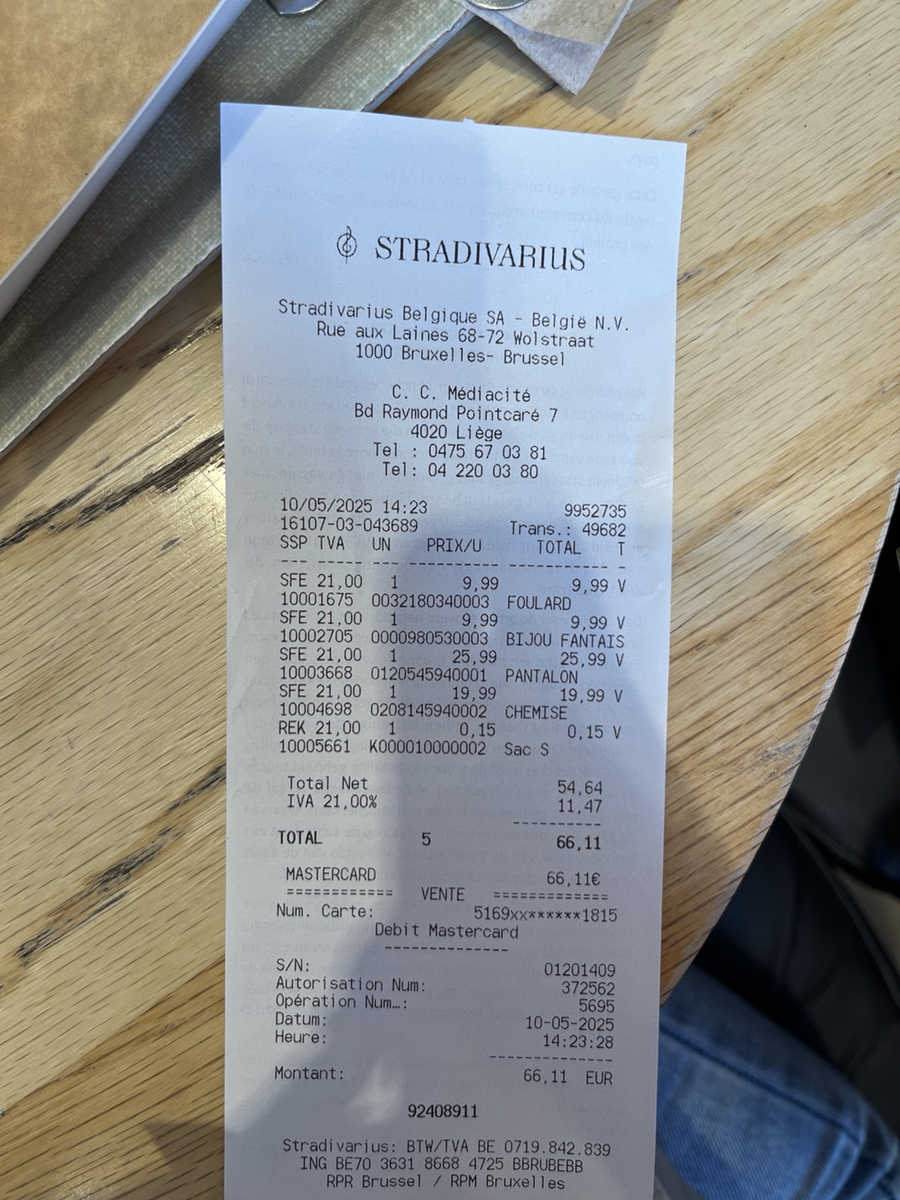 STRADIVARIUS
Stradivarius Belgique SA - België N.V.
Rue aux Laines 68-72 Wolstraat
1000 Bruxelles- Brussel
C. C. Médiacité
Bd Raymond Pointcaré 7
4020 Liège
Tel : 0475 67 03 81
Tel: 04 220 03 80
10/05/2025 14:23 9952735
16107-03-043689 Trans.: 49682
SSP TVA UN PRIX/U TOTAL T
--- ----- --- ---------- ----------- -
SFE 21,00 1 9,99 9,99 V
10001675 0032180340003 FOULARD
SFE 21,00 1 9,99 9,99 V
10002705 0000980530003 BIJOU FANTAIS
SFE 21,00 1 25,99 25,99 V
10003668 0120545940001 PANTALON
SFE 21,00 1 19,99 19,99 V
10004698 0208145940002 CHEMISE
REK 21,00 1 0,15 0,15 V
10005661 K000010000002 Sac S
Total Net 54,64
IVA 21,00% 11,47
----------
TOTAL 5 66,11
MASTERCARD 66,11€
============ VENTE =============
Num. Carte: 5169xx******1815
Debit Mastercard
--------------
S/N: 01201409
Autorisation Num: 372562
Opération Num…: 5695
Datum: 10-05-2025
Heure: 14:23:28
--------------
Montant: 66,11 EUR
92408911
Stradivarius: BTW/TVA BE 0719.842.839
ING BE70 3631 8668 4725 BBRUBEBB
RPR Brussel / RPM Bruxelles